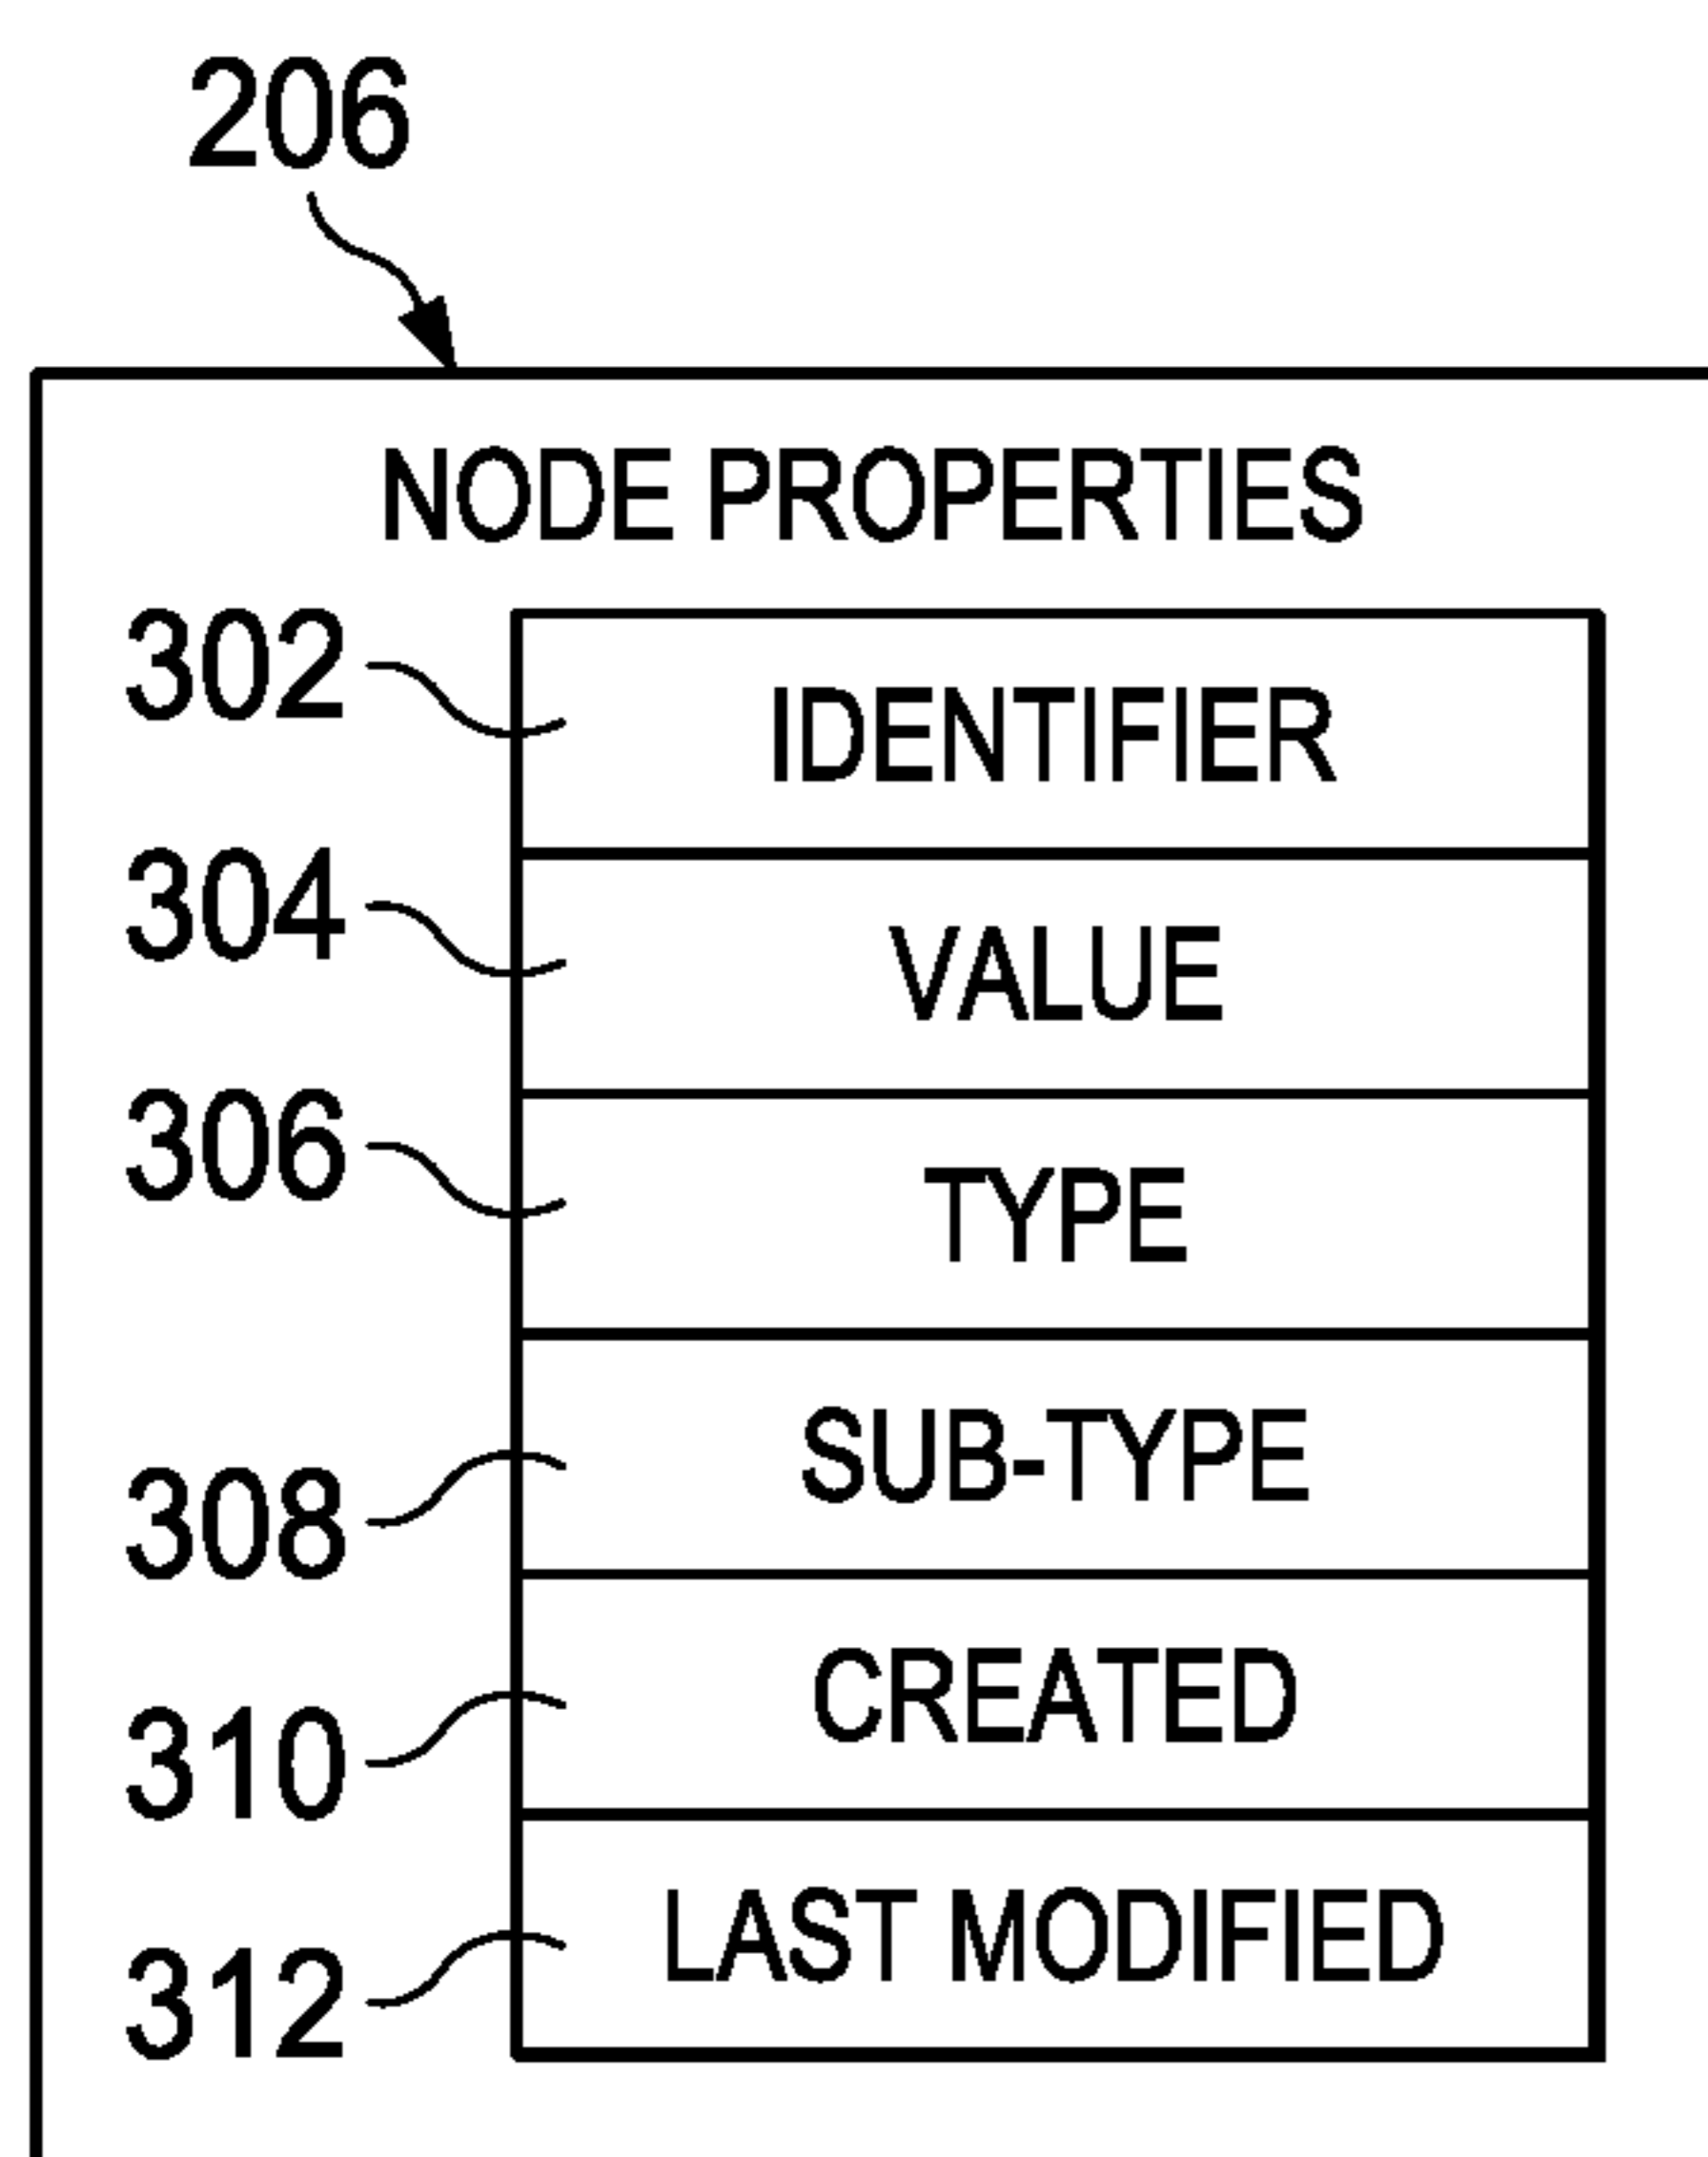 206
NODE PROPERTIES
302 IDENTIFIER
304 VALUE
306 TYPE
308 SUB-TYPE
310 CREATED
312 LAST MODIFIED